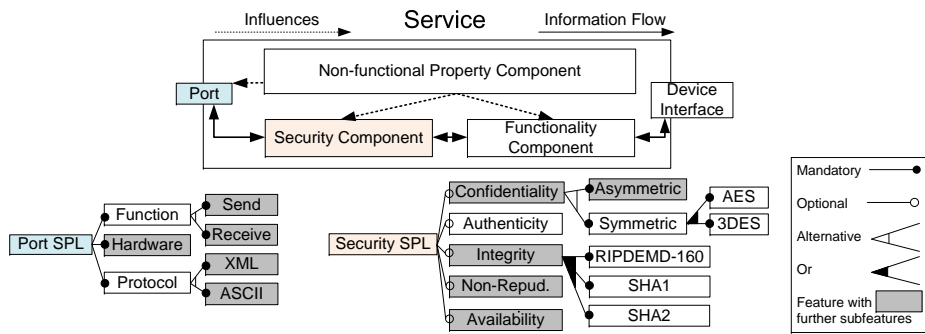 Influences
Service
Information Flow
Non-functional Property Component
Port
Device
Interface
Security Component
Functionality
Component
Port SPL
Function
Hardware
Protocol
Send
Receive
XML
ASCII
Security SPL
Confidentiality
Authenticity
Integrity
Non-Repud.
Availability
Asymmetric
Symmetric
AES
3DES
RIPDEMD-160
SHA1
SHA2
Mandatory
Optional
Alternative
Or
Feature with
further subfeatures